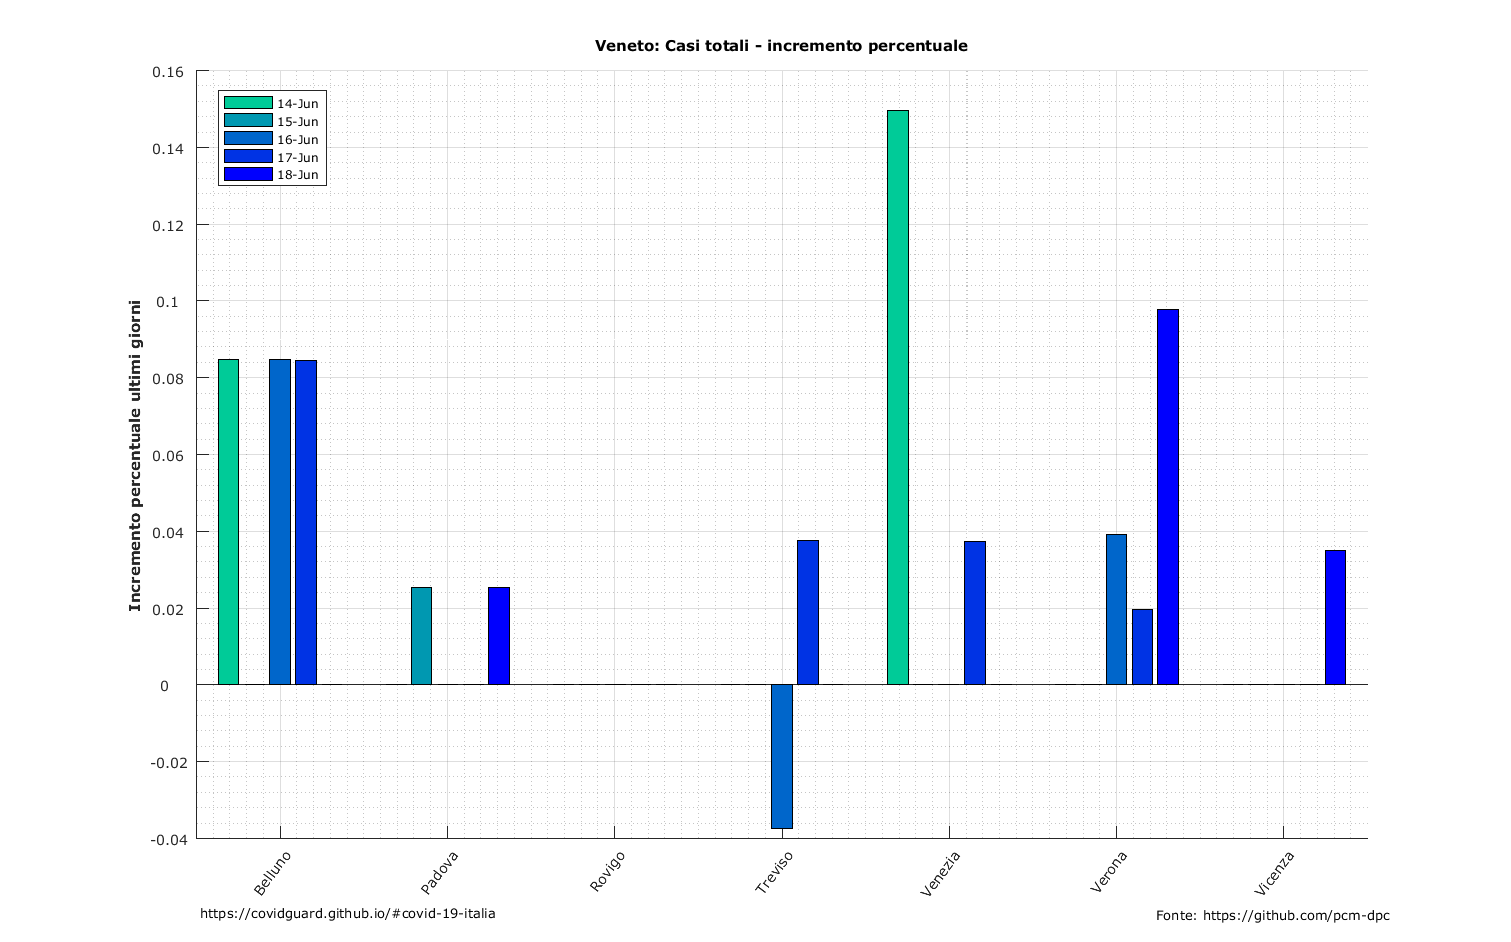 Veneto: Casi totali - incremento percentuale
0.16
0.14
0.12
0.1
0.08
0.06
0.04
0.02
0
-0.02
-0.04
Incremento percentuale ultimi giorni
14-Jun
15-Jun
16-Jun
17-Jun
18-Jun
Belluno
Padova
Rovigo
Treviso
Venezia
Verona
Vicenza
https://covidguard.github.io/#covid-19-italia
Fonte: https://github.com/pcm-dpc